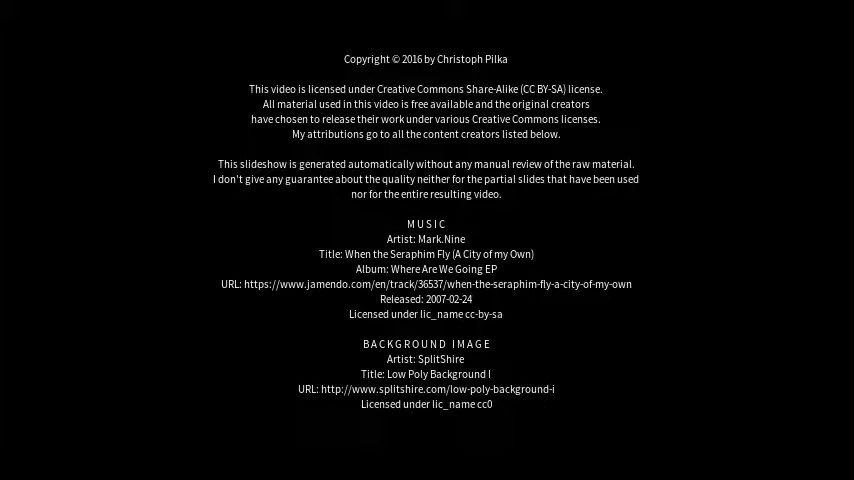 Copyright © 2016 by Christoph Pilka
This video is licensed under Creative Commons Share-Alike (CC BY-SA) license.
All material used in this video is free available and the original creators
have chosen to release their work under various Creative Commons licenses.
My attributions go to all the content creators listed below.
This slideshow is generated automatically without any manual review of the raw material.
I don't give any guarantee about the quality neither for the partial slides that have been used
nor for the entire resulting video.
MUSIC
Artist: Mark.Nine
Title: When the Seraphim Fly (A City of my Own)
Album: Where Are We Going EP
URL: https://www.jamendo.com/en/track/36537/when-the-seraphim-fly-a-city-of-my-own
Released: 2007-02-24
Licensed under lic_name cc-by-sa
BACKGROUND IMAGE
Artist: SplitShire
Title: Low Poly Background I
URL: http://www.splitshire.com/low-poly-background-i
Licensed under lic_name cc0